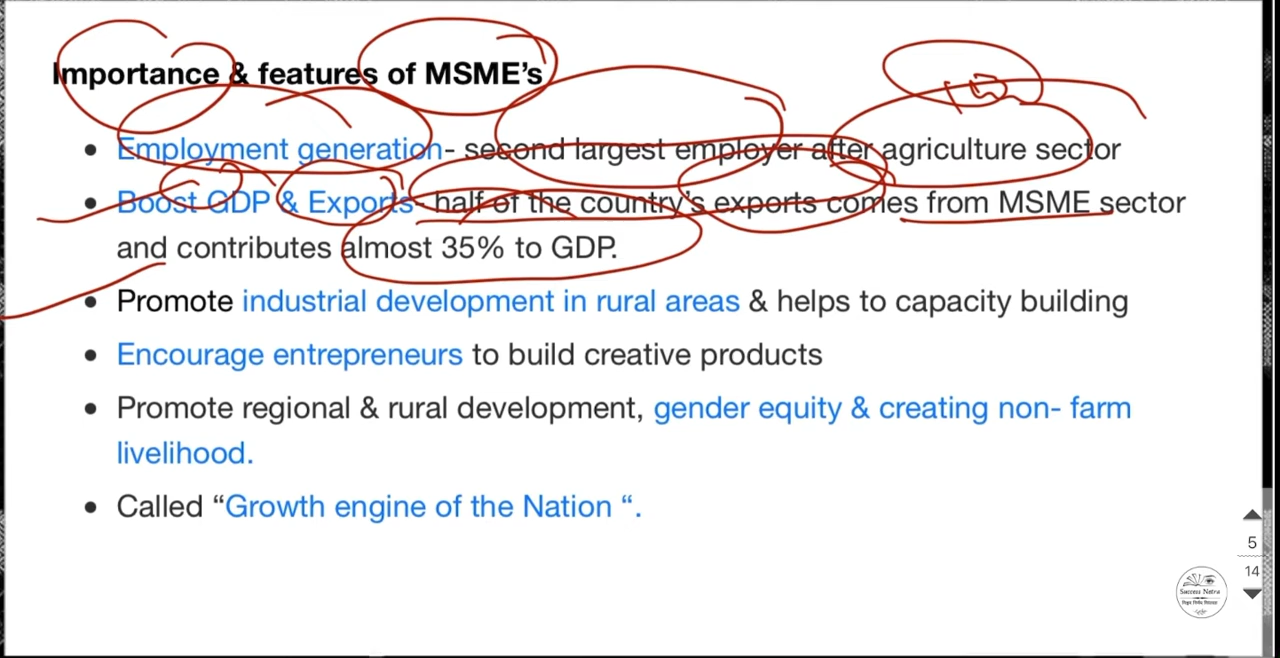 Importance & features of MSME's
• Employment generation- second largest employer after agriculture sector
• Boost GDP & Exports- half of the country's exports comes from MSME sector
and contributes almost 35% to GDP.
• Promote industrial development in rural areas & helps to capacity building
• Encourage entrepreneurs to build creative products
• Promote regional & rural development, gender equity & creating non- farm
livelihood.
• Called “Growth engine of the Nation “.
5
14
Success Netra